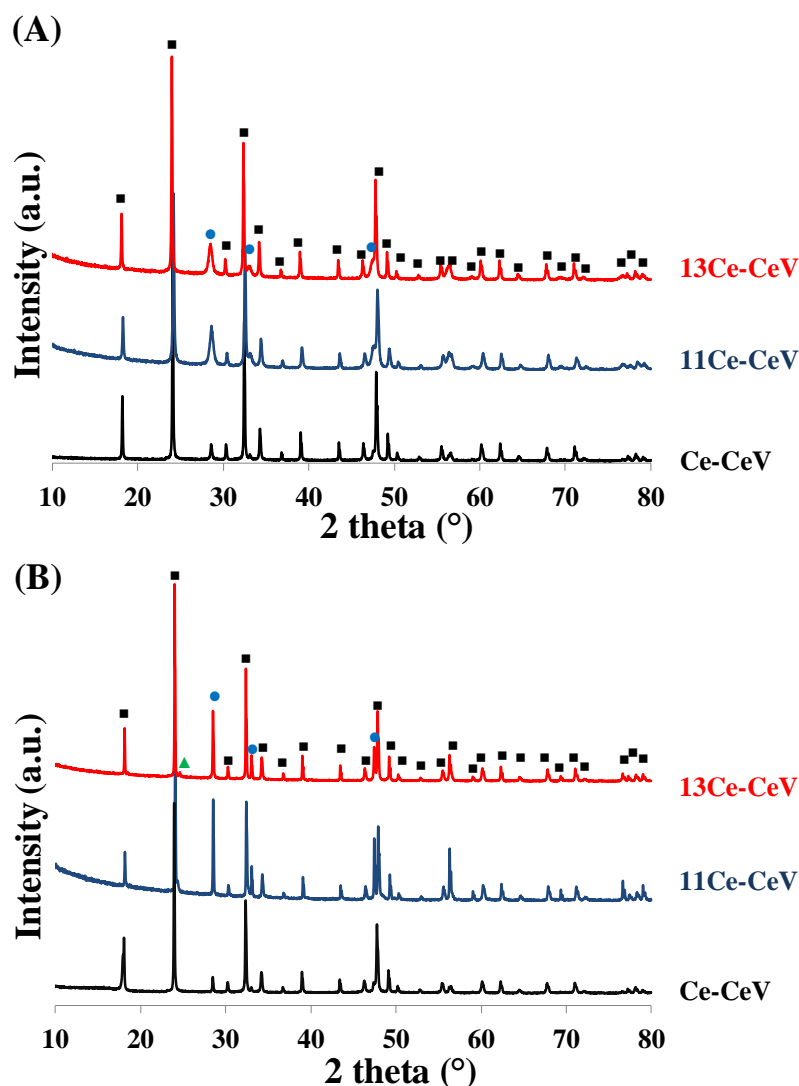 (A)
Intensity (a.u.)
13Ce-CeV
11Ce-CeV
Ce-CeV
10 20 30 40 50 60 70 80
2 theta (°)
(B)
Intensity (a.u.)
13Ce-CeV
11Ce-CeV
Ce-CeV
10 20 30 40 50 60 70 80
2 theta (°)